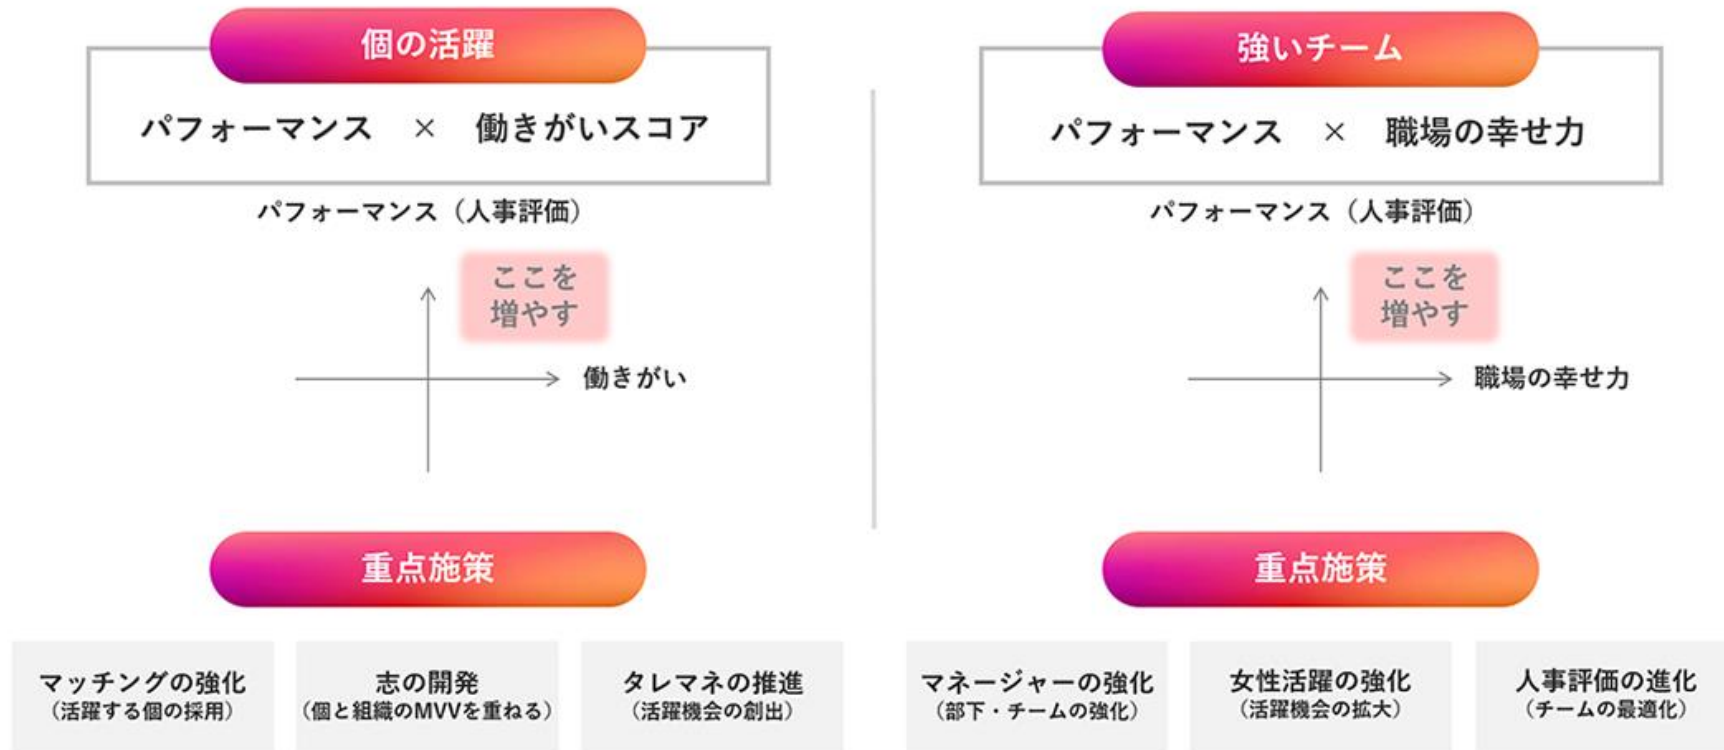 個の活躍
パフォーマンス × 働きがいスコア
パフォーマンス（人事評価）
ここを
増やす
働きがい
重点施策
マッチングの強化
（活躍する個の採用）
志の開発
（個と組織のMVVを重ねる）
タレマネの推進
（活躍機会の創出）
強いチーム
パフォーマンス × 職場の幸せ力
パフォーマンス（人事評価）
ここを
増やす
職場の幸せ力
重点施策
マネージャーの強化
（部下・チームの強化）
女性活躍の強化
（活躍機会の拡大）
人事評価の進化
（チームの最適化）